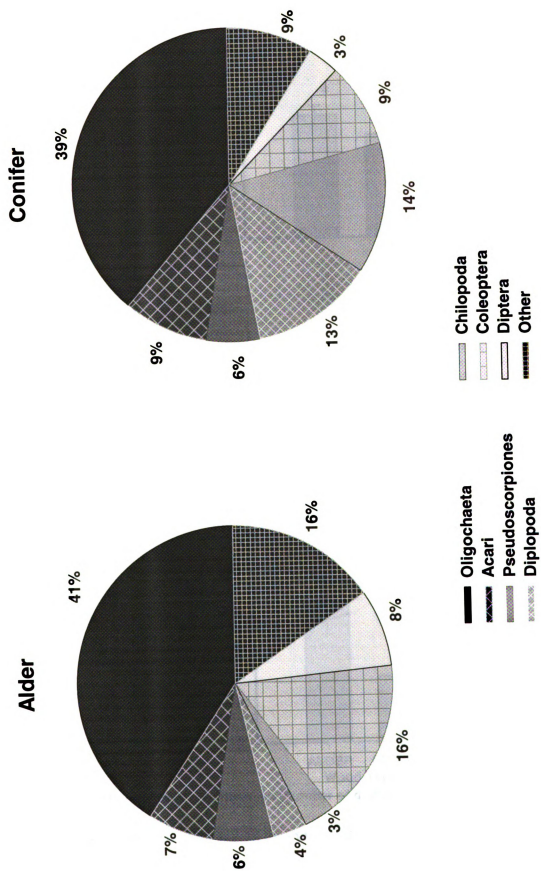 Alder
41%
16%
8%
16%
3%
4%
6%
7%
Conifer
39%
9%
3%
9%
14%
13%
6%
9%
Oligochaeta
Acari
Pseudoscorpiones
Diplopoda
Chilopoda
Coleoptera
Diptera
Other